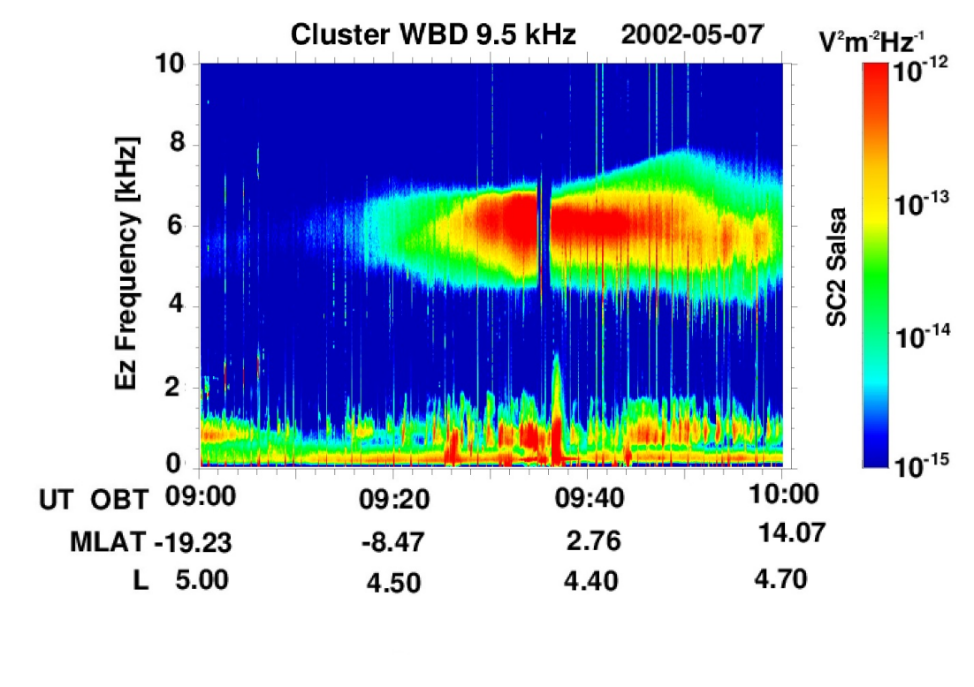 Cluster WBD 9.5 kHz 2002-05-07
V²m⁻²Hz⁻¹
10
8
6
4
2
0
Ez Frequency [kHz]
10⁻¹²
10⁻¹³
10⁻¹⁴
10⁻¹⁵
SC2 Salsa
UT OBT 09:00 09:20 09:40 10:00
MLAT -19.23 -8.47 2.76 14.07
L 5.00 4.50 4.40 4.70